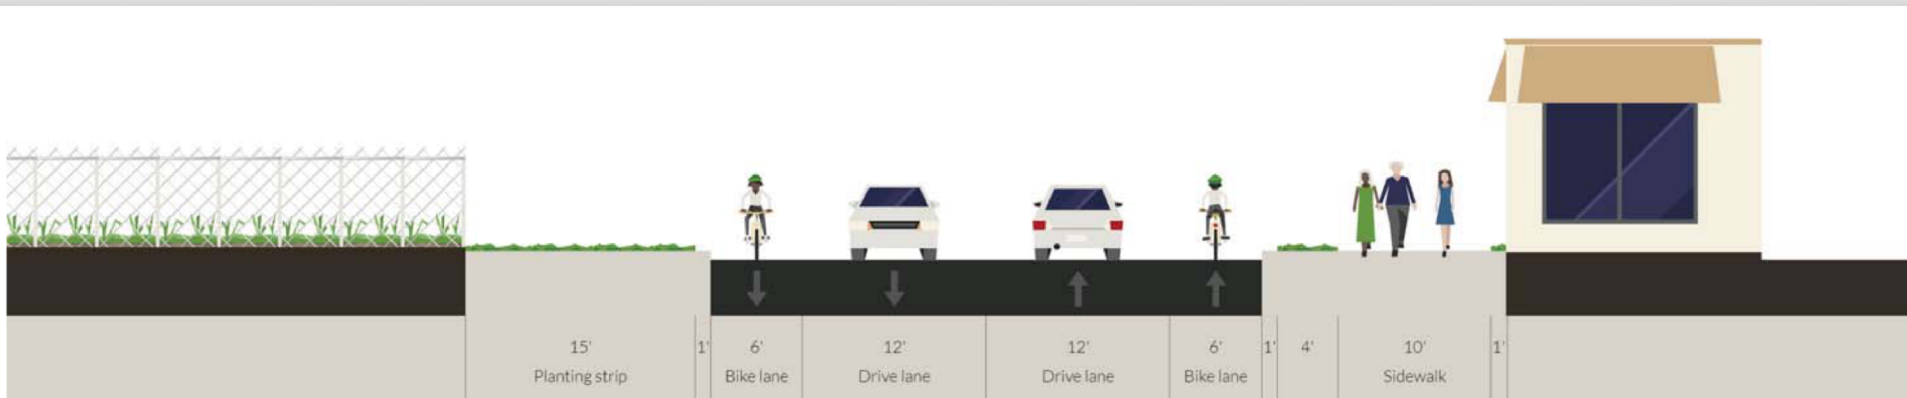 15' 1' 6' 12' 12' 6' 1' 4' 10' 1'
Planting strip Bike lane Drive lane Drive lane Bike lane Sidewalk